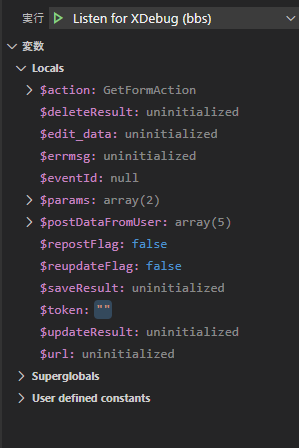 実行 Listen for XDebug (bbs)
変数
Locals
$action: GetFormAction
$deleteResult: uninitialized
$edit_data: uninitialized
$errmsg: uninitialized
$eventId: null
$params: array(2)
$postDataFromUser: array(5)
$repostFlag: false
$reupdateFlag: false
$saveResult: uninitialized
$token: ""
$updateResult: uninitialized
$url: uninitialized
Superglobals
User defined constants